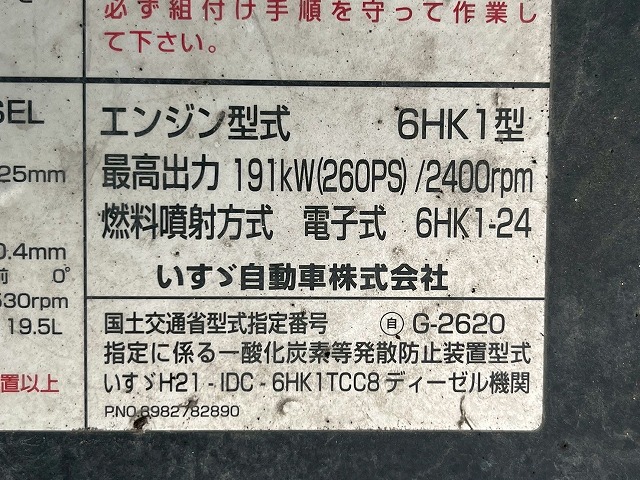 必ず組付け手順を守って作業し
て下さい。
SEL
25mm
0.4mm
前 0°
530rpm
19.5L
置以上
エンジン型式 6HK1型
最高出力 191kW(260PS)/2400rpm
燃料噴射方式 電子式 6HK1-24
いすゞ自動車株式会社
国土交通省型式指定番号 ㊀自 G-2620
指定に係る一酸化炭素等発散防止装置型式
いすゞH21-IDC-6HK1TCC8ディーゼル機関
P.NO.8982782890